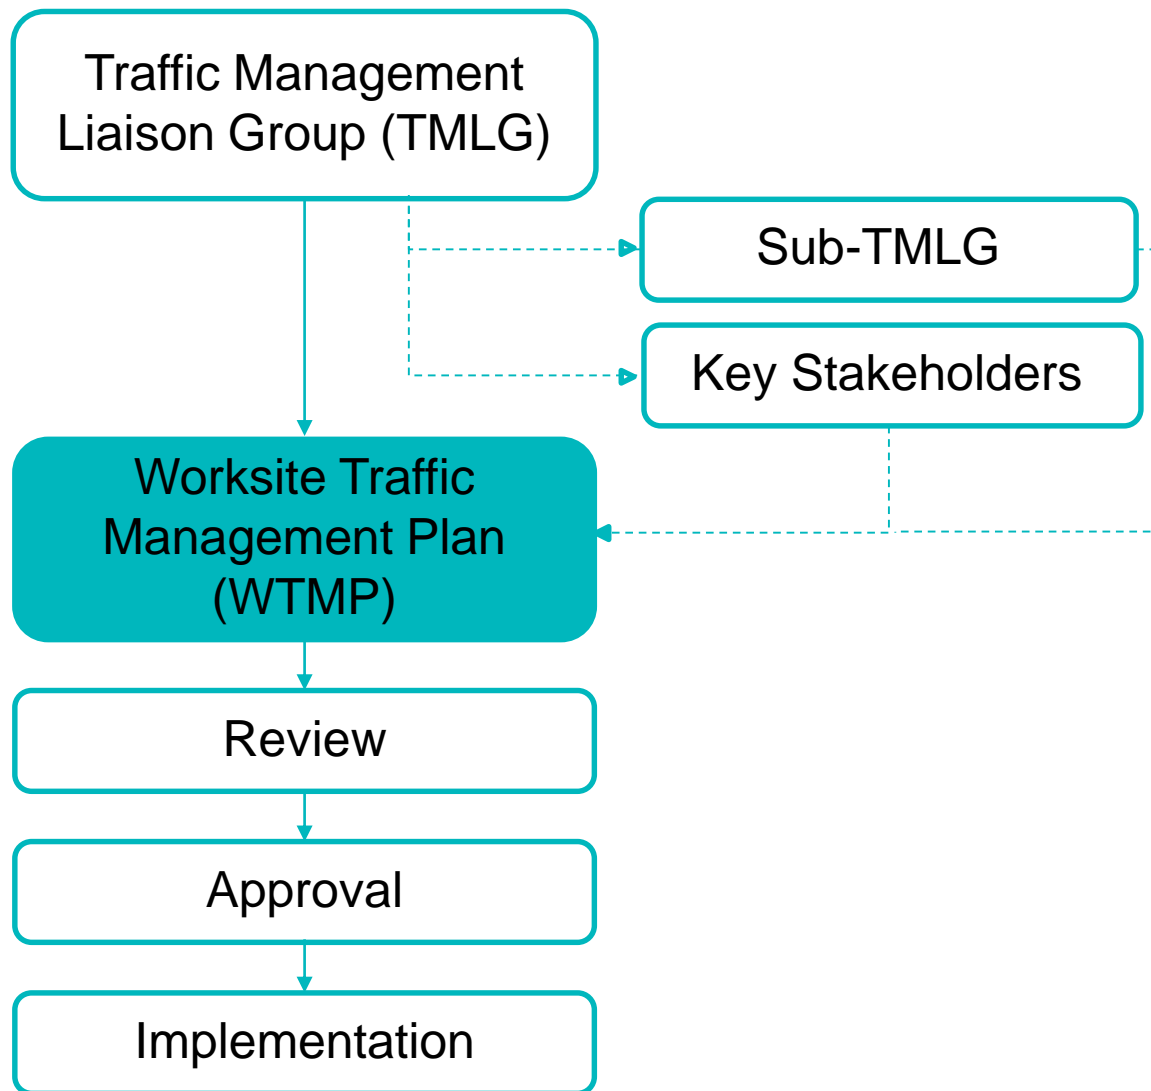 Traffic Management
Liaison Group (TMLG)
Sub-TMLG
Key Stakeholders
Worksite Traffic
Management Plan
(WTMP)
Review
Approval
Implementation